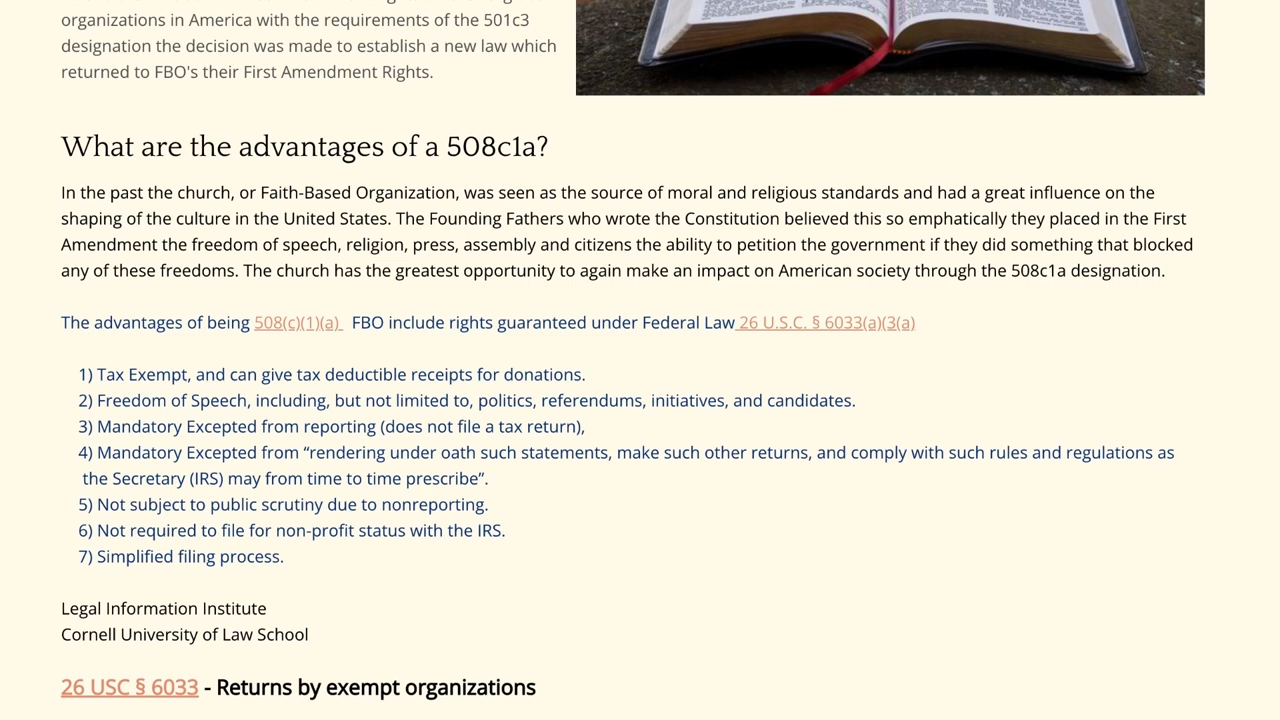 organizations in America with the requirements of the 501c3
designation the decision was made to establish a new law which
returned to FBO's their First Amendment Rights.
What are the advantages of a 508c1a?
In the past the church, or Faith-Based Organization, was seen as the source of moral and religious standards and had a great influence on the
shaping of the culture in the United States. The Founding Fathers who wrote the Constitution believed this so emphatically they placed in the First
Amendment the freedom of speech, religion, press, assembly and citizens the ability to petition the government if they did something that blocked
any of these freedoms. The church has the greatest opportunity to again make an impact on American society through the 508c1a designation.
The advantages of being 508(c)(1)(a)  FBO include rights guaranteed under Federal Law 26 U.S.C. § 6033(a)(3(a)
1) Tax Exempt, and can give tax deductible receipts for donations.
2) Freedom of Speech, including, but not limited to, politics, referendums, initiatives, and candidates.
3) Mandatory Excepted from reporting (does not file a tax return),
4) Mandatory Excepted from “rendering under oath such statements, make such other returns, and comply with such rules and regulations as
the Secretary (IRS) may from time to time prescribe”.
5) Not subject to public scrutiny due to nonreporting.
6) Not required to file for non-profit status with the IRS.
7) Simplified filing process.
Legal Information Institute
Cornell University of Law School
26 USC § 6033 - Returns by exempt organizations